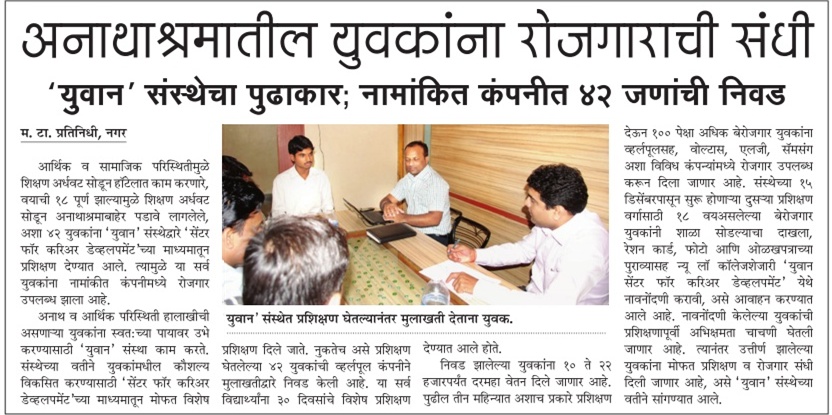 अनाथाश्रमातील युवकांना रोजगाराची संधी
‘युवान’ संस्थेचा पुढाकार; नामांकित कंपनीत ४२ जणांची निवड
म. टा. प्रतिनिधी, नगर
आर्थिक व सामाजिक परिस्थितीमुळे
शिक्षण अर्धवट सोडून हॉटेलात काम करणारे,
वयाची १८ पूर्ण झाल्यामुळे शिक्षण अर्धवट
सोडून अनाथाश्रमाबाहेर पडावे लागलेले,
अशा ४२ युवकांना ‘युवान’ संस्थेद्वारे ‘सेंटर
फॉर करिअर डेव्हलपमेंट’च्या माध्यमातून
प्रशिक्षण देण्यात आले. त्यामुळे या सर्व
युवकांना नामांकीत कंपनीमध्ये रोजगार
उपलब्ध झाला आहे.
अनाथ व आर्थिक परिस्थिती हालाखीची
असणाऱ्या युवकांना स्वत:च्या पायावर उभे
करण्यासाठी ‘युवान’ संस्था काम करते.
संस्थेच्या वतीने युवकांमधील कौशल्य
विकसित करण्यासाठी ‘सेंटर फॉर करिअर
डेव्हलपमेंट’च्या माध्यमातून मोफत विशेष
युवान’ संस्थेत प्रशिक्षण घेतल्यानंतर मुलाखती देताना युवक.
प्रशिक्षण दिले जाते. नुकतेच असे प्रशिक्षण
घेतलेल्या ४२ युवकांची व्हर्लपूल कंपनीने
मुलाखतीद्वारे निवड केली आहे. या सर्व
विद्यार्थ्यांना ३० दिवसांचे विशेष प्रशिक्षण
देण्यात आले होते.
निवड झालेल्या युवकांना १० ते २२
हजारपर्यंत दरमहा वेतन दिले जाणार आहे.
पुढील तीन महिन्यात अशाच प्रकारे प्रशिक्षण
देऊन १०० पेक्षा अधिक बेरोजगार युवकांना
व्हर्लपूलसह, वोल्टास, एलजी, सॅमसंग
अशा विविध कंपन्यांमध्ये रोजगार उपलब्ध
करून दिला जाणार आहे. संस्थेच्या १५
डिसेंबरपासून सुरू होणाऱ्या दुसऱ्या प्रशिक्षण
वर्गासाठी १८ वयअसलेल्या बेरोजगार
युवकांनी शाळा सोडल्याचा दाखला,
रेशन कार्ड, फोटो आणि ओळखपत्राच्या
पुराव्यासह न्यू लॉ कॉलेजशेजारी ‘युवान
सेंटर फॉर करिअर डेव्हलपमेंट’ येथे
नावनोंदणी करावी, असे आवाहन करण्यात
आले आहे. नावनोंदणी केलेल्या युवकांची
प्रशिक्षणापूर्वी अभिक्षमता चाचणी घेतली
जाणार आहे. त्यानंतर उत्तीर्ण झालेल्या
युवकांना मोफत प्रशिक्षण व रोजगार संधी
दिली जाणार आहे, असे ‘युवान’ संस्थेच्या
वतीने सांगण्यात आले.